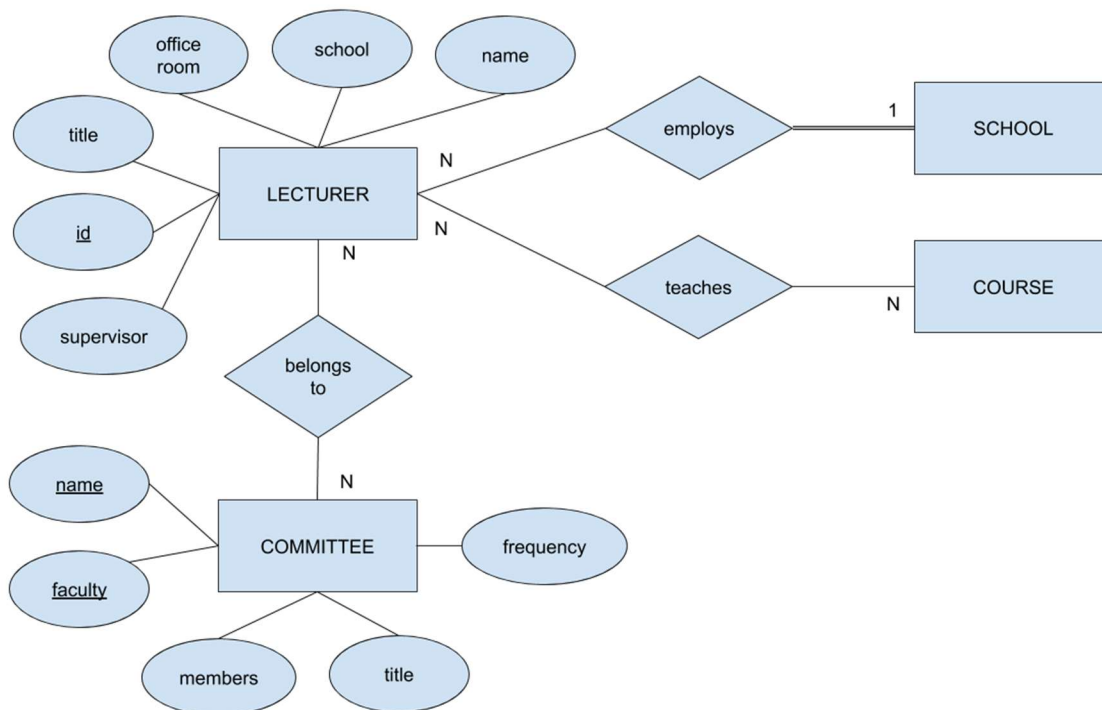 office
room
school
name
title
employs
1
SCHOOL
N
LECTURER
id
N
N
teaches
N
COURSE
supervisor
belongs
to
name
N
COMMITTEE
frequency
faculty
members
title